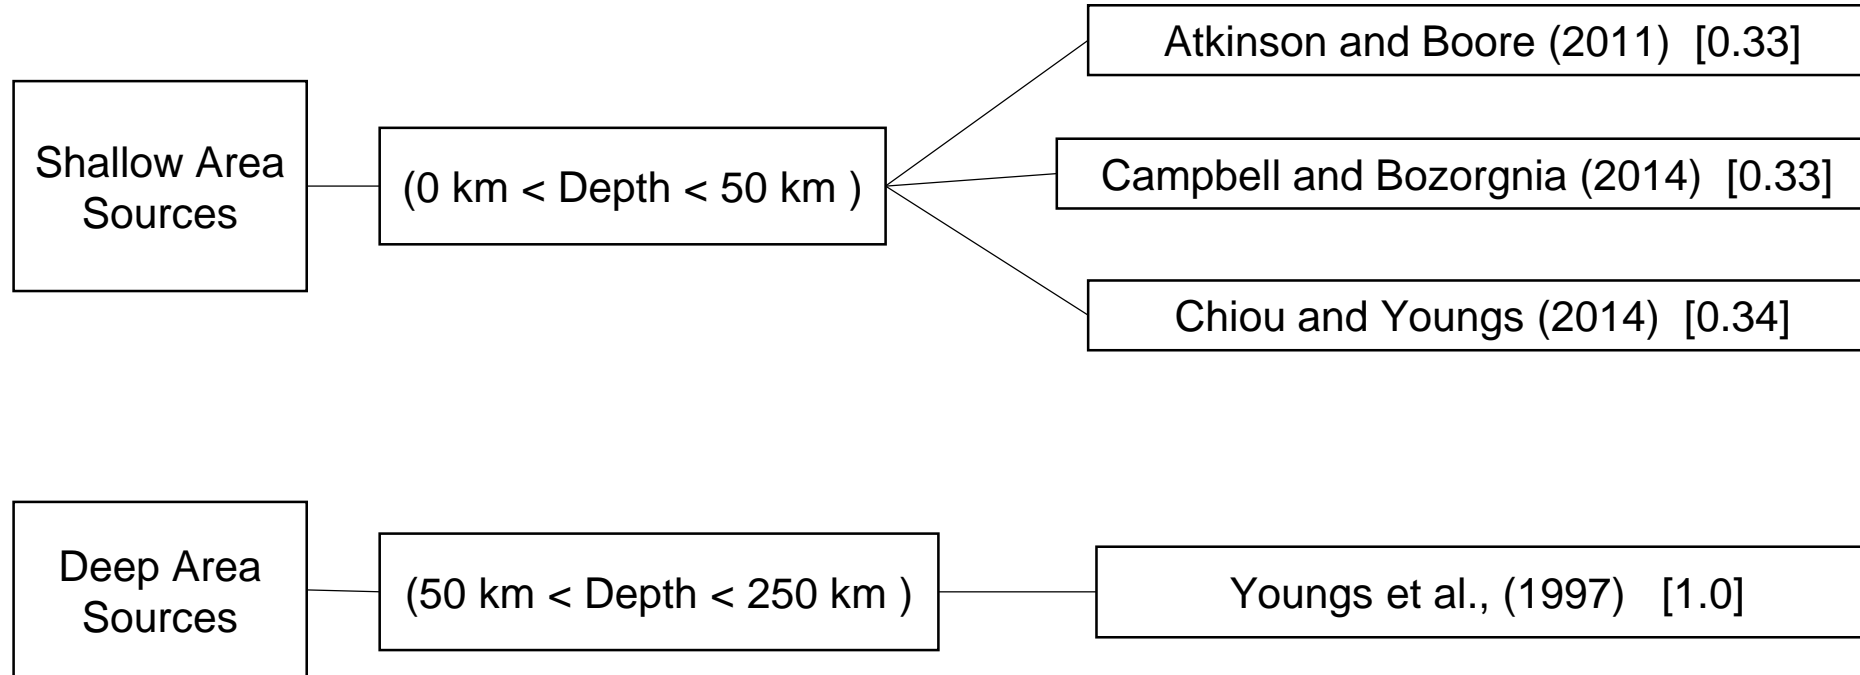 Shallow Area
Sources
(0 km < Depth < 50 km )
Atkinson and Boore (2011)  [0.33]
Campbell and Bozorgnia (2014)  [0.33]
Chiou and Youngs (2014)  [0.34]
Deep Area
Sources
(50 km < Depth < 250 km )
Youngs et al., (1997)   [1.0]